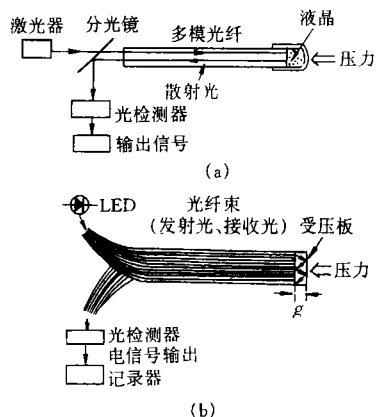 激光器
分光镜
多模光纤
液晶
压力
散射光
光检测器
输出信号
(a)
LED
光纤束
(发射光、接收光)
受压板
压力
g
光检测器
电信号输出
记录器
(b)